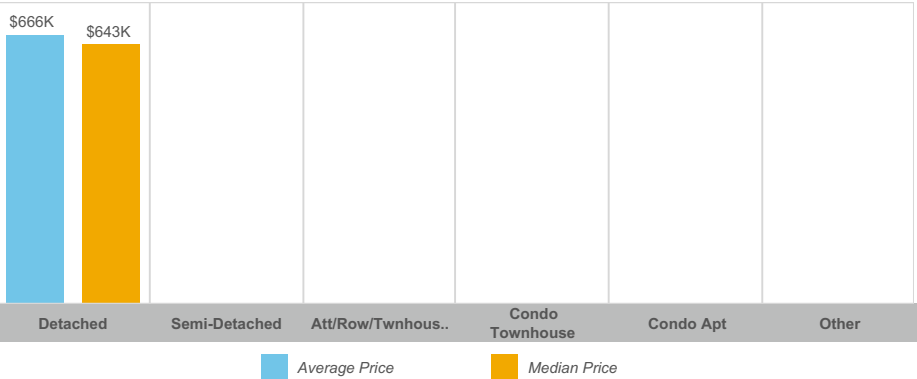 $666K
$643K
Detached
Semi-Detached
Att/Row/Twnhous..
Condo
Townhouse
Condo Apt
Other
Average Price
Median Price